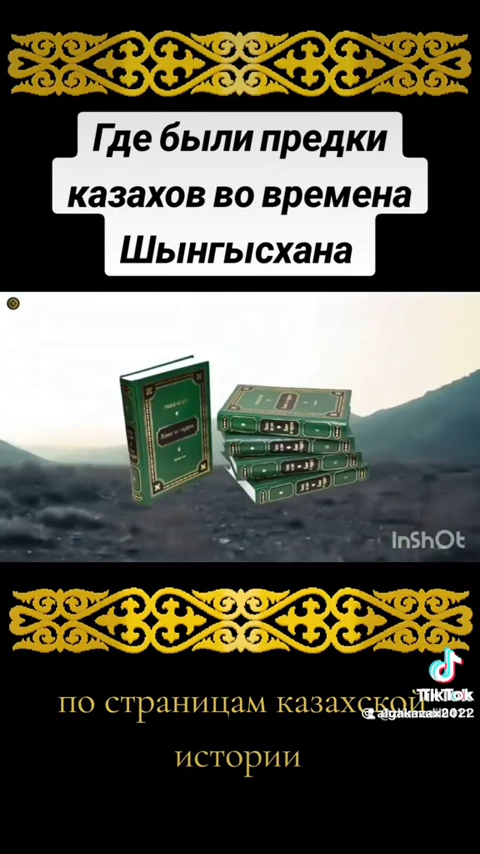 Где были предки
казахов во времена
Шынгысхана
InShOt
TikTok
по страницам казахской
истории